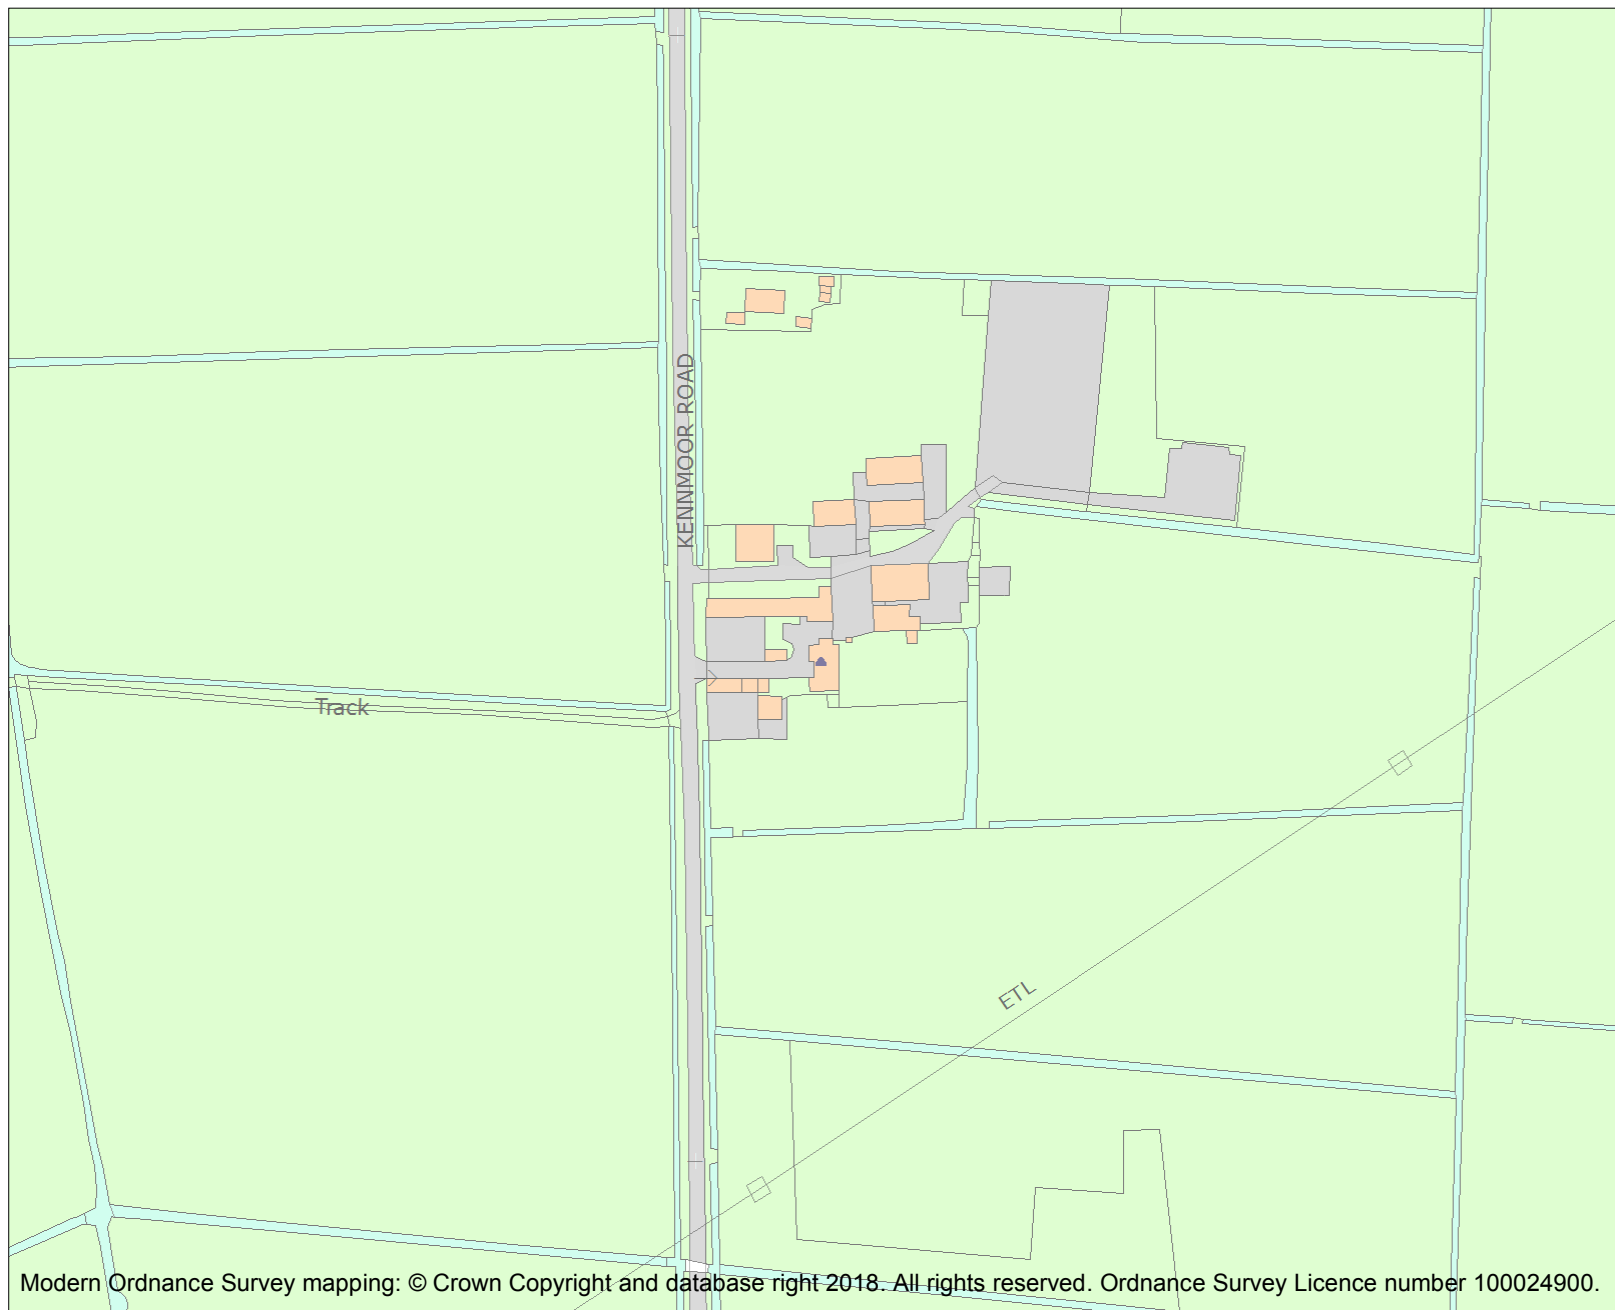 KENNMOOR ROAD
Track
ETL
Modern Ordnance Survey mapping: © Crown Copyright and database right 2018. All rights reserved. Ordnance Survey Licence number 100024900.